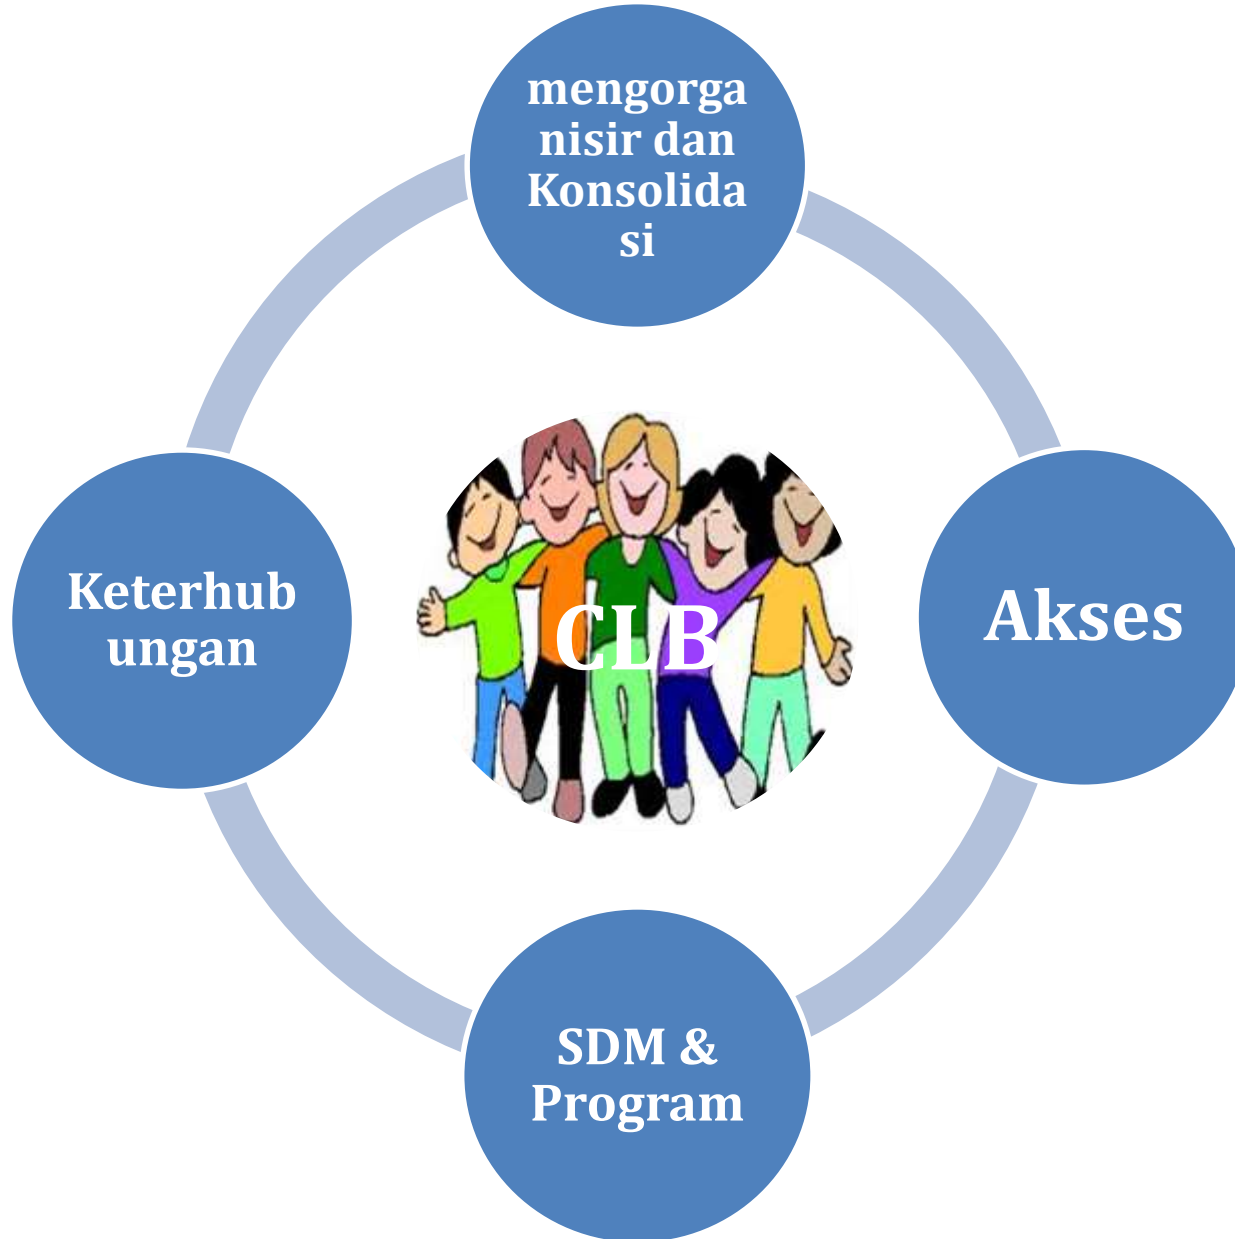 mengorga
nisir dan
Konsolida
si
Keterhub
ungan
CLB
Akses
SDM &
Program